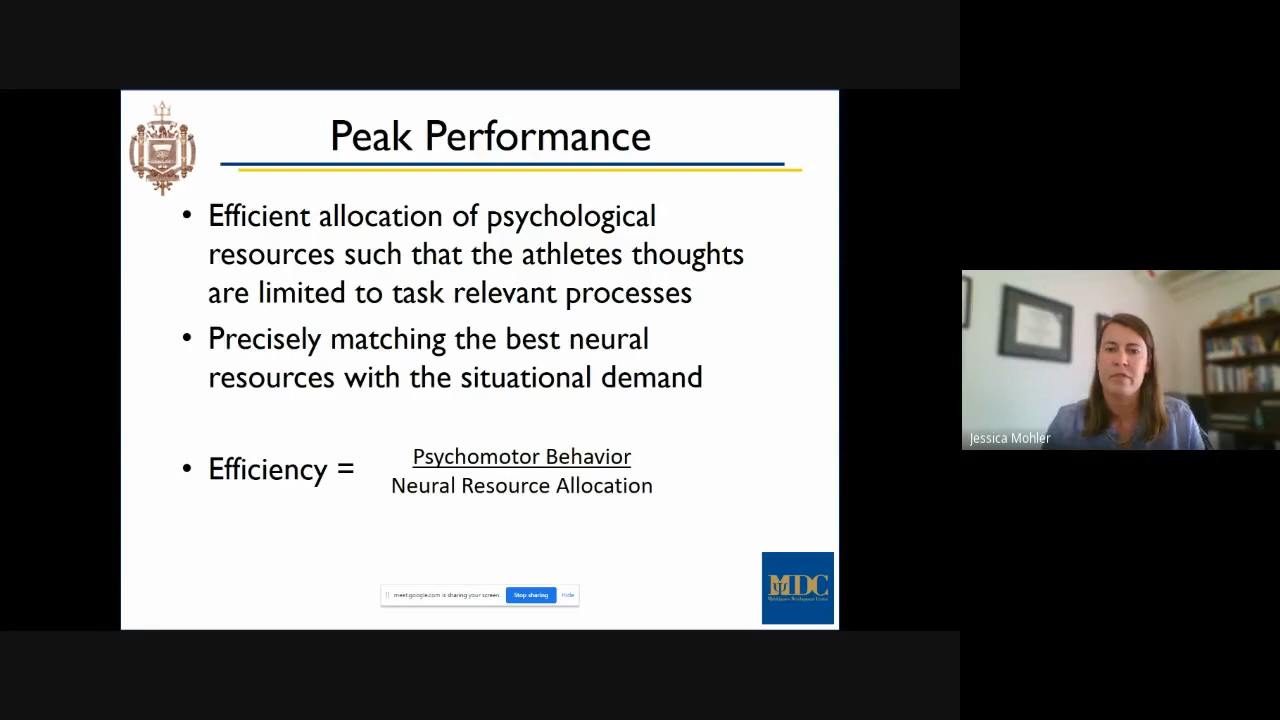 Peak Performance
• Efficient allocation of psychological
resources such that the athletes thoughts
are limited to task relevant processes
• Precisely matching the best neural
resources with the situational demand
• Efficiency =
Psychomotor Behavior
Neural Resource Allocation
meet.google.com is sharing your screen.
Stop sharing
Hide
MDC
Jessica Mohler